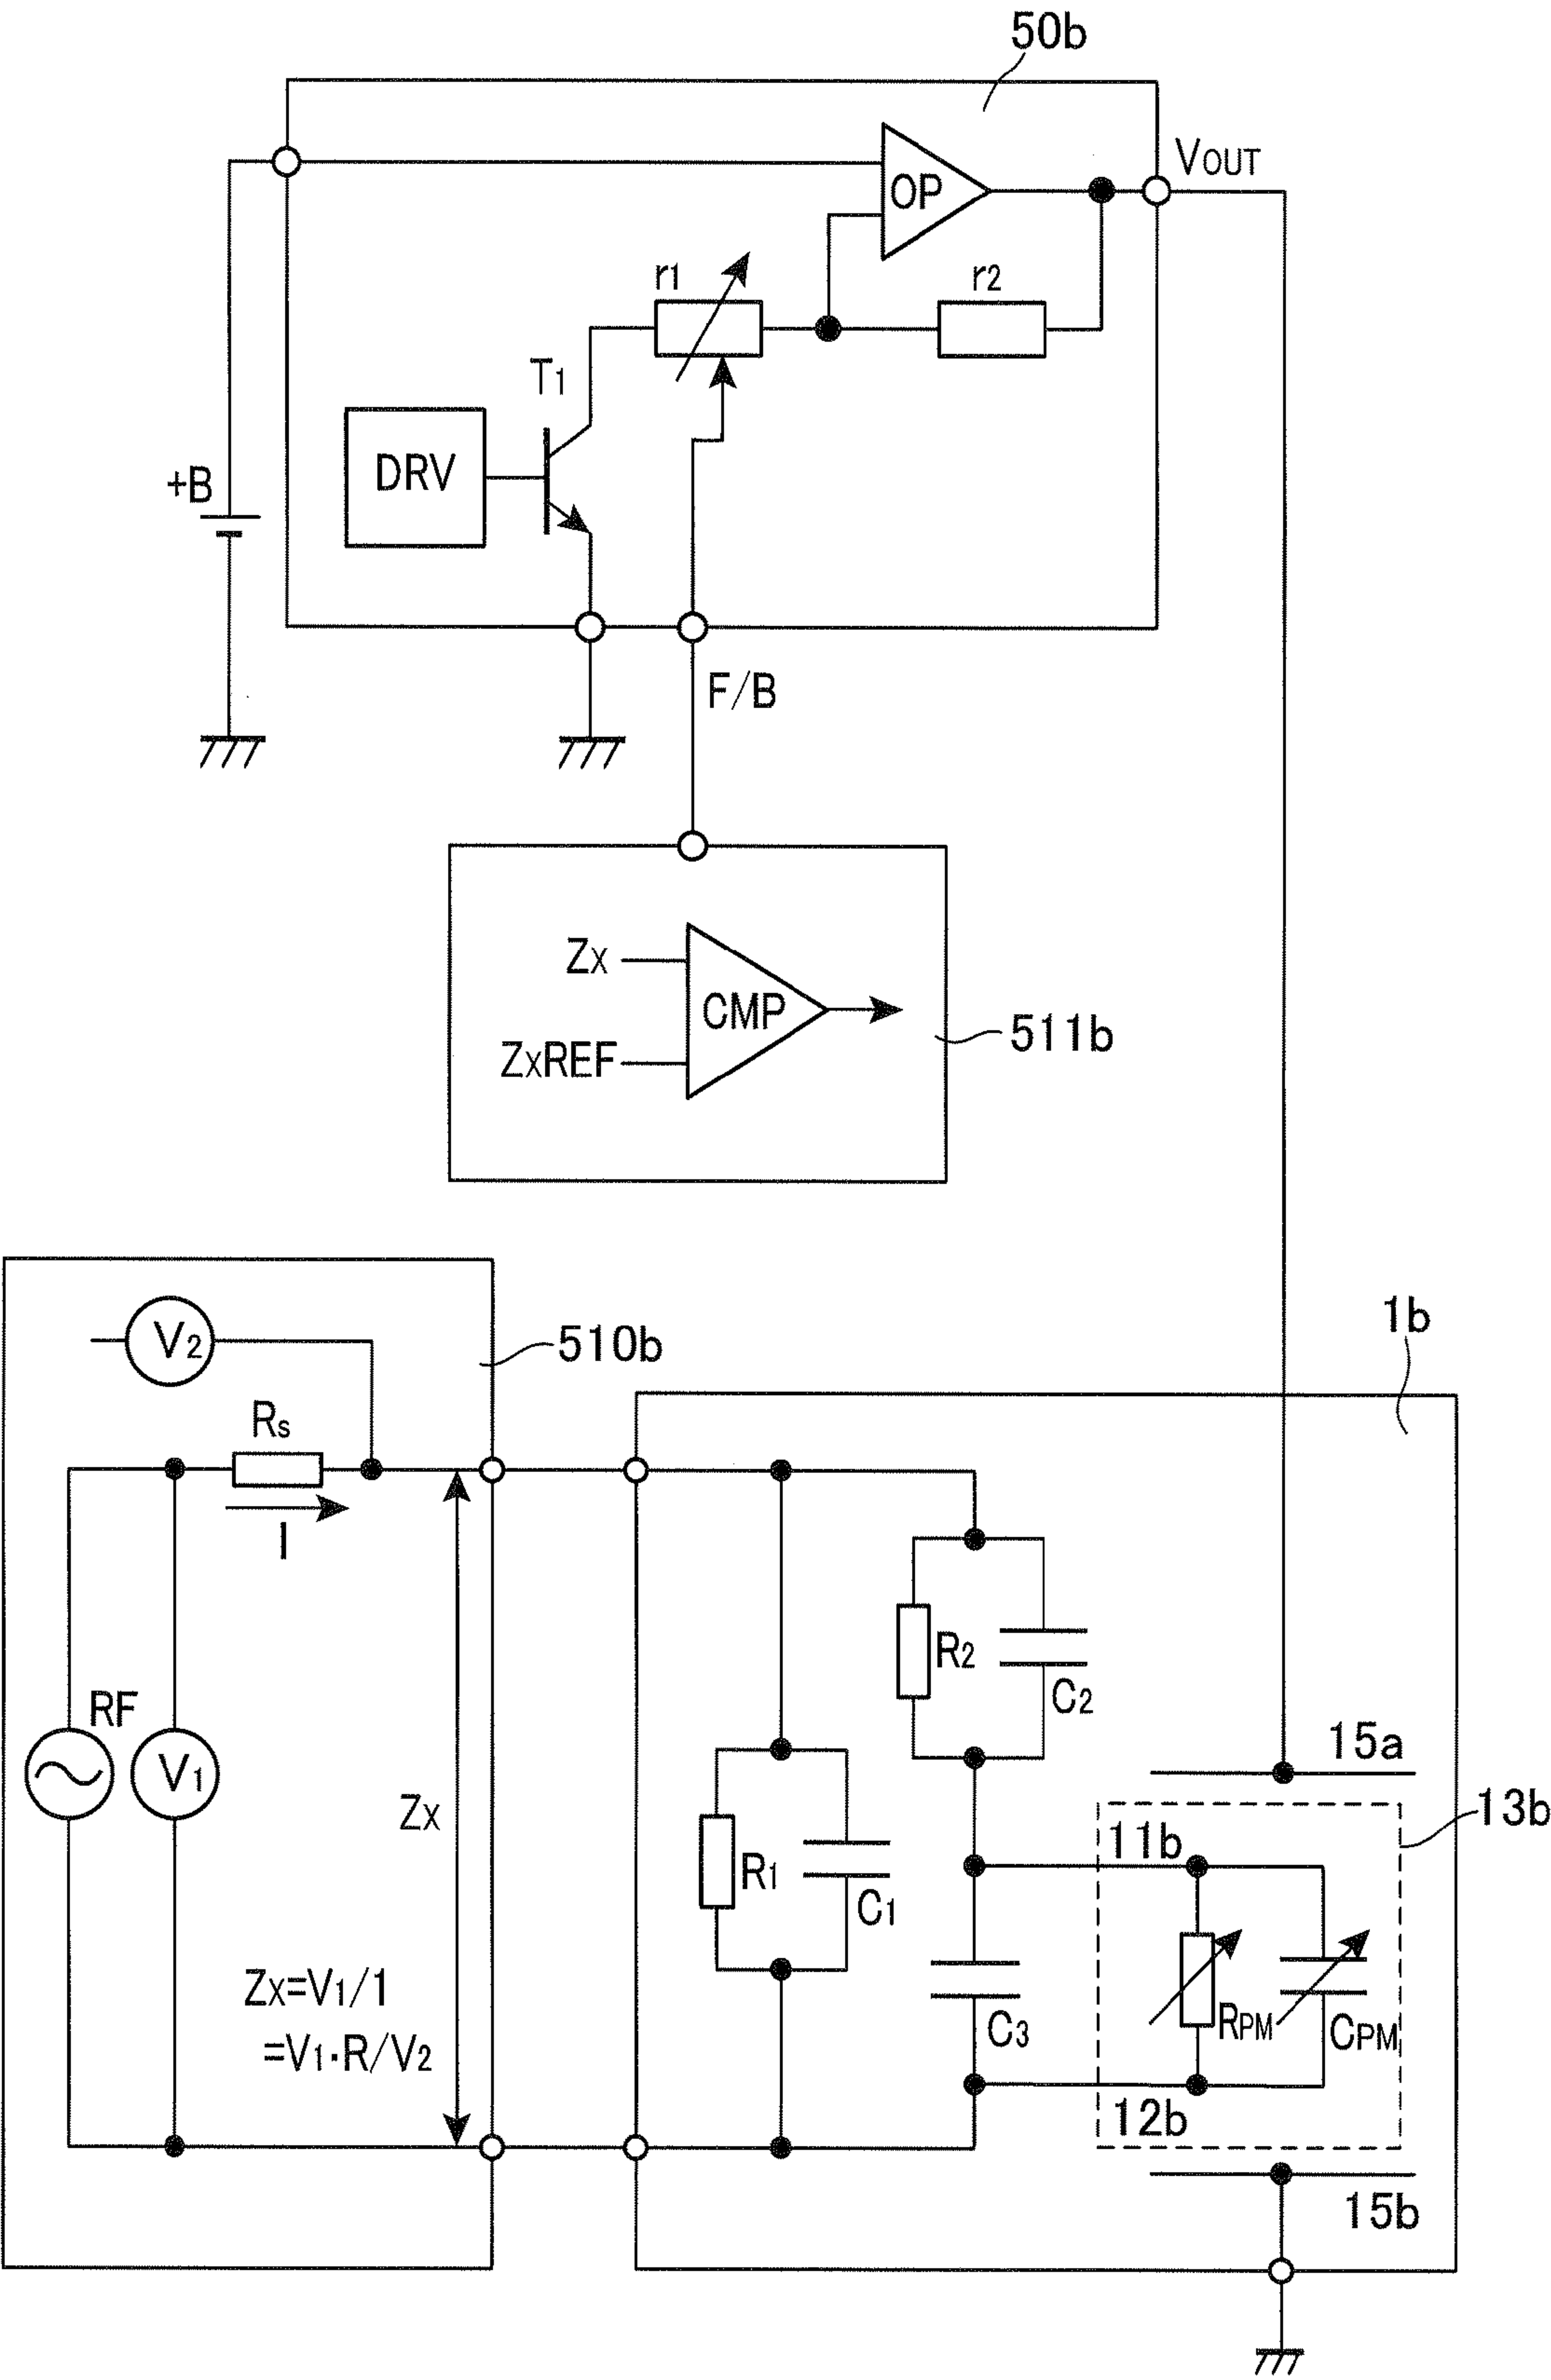 50b
VOUT
OP
r1
r2
T1
DRV
+B
F/B
ZX
CMP
ZXREF
511b
V2
510b
1b
Rs
I
R2
C2
RF
V1
15a
ZX
13b
11b
R1
C1
ZX=V1/1
=V1·R/V2
C3
RPM
CPM
12b
15b